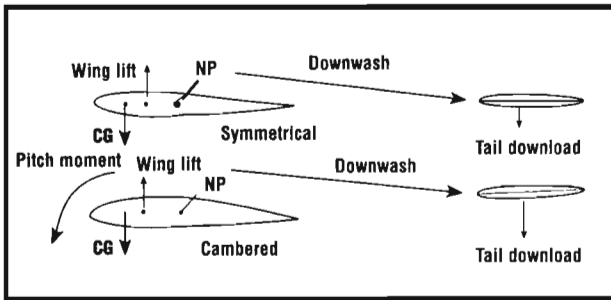 NP
Downwash
Wing lift
CG
Symmetrical
Tail download
Pitch moment
Wing lift
Downwash
NP
CG
Cambered
Tail download